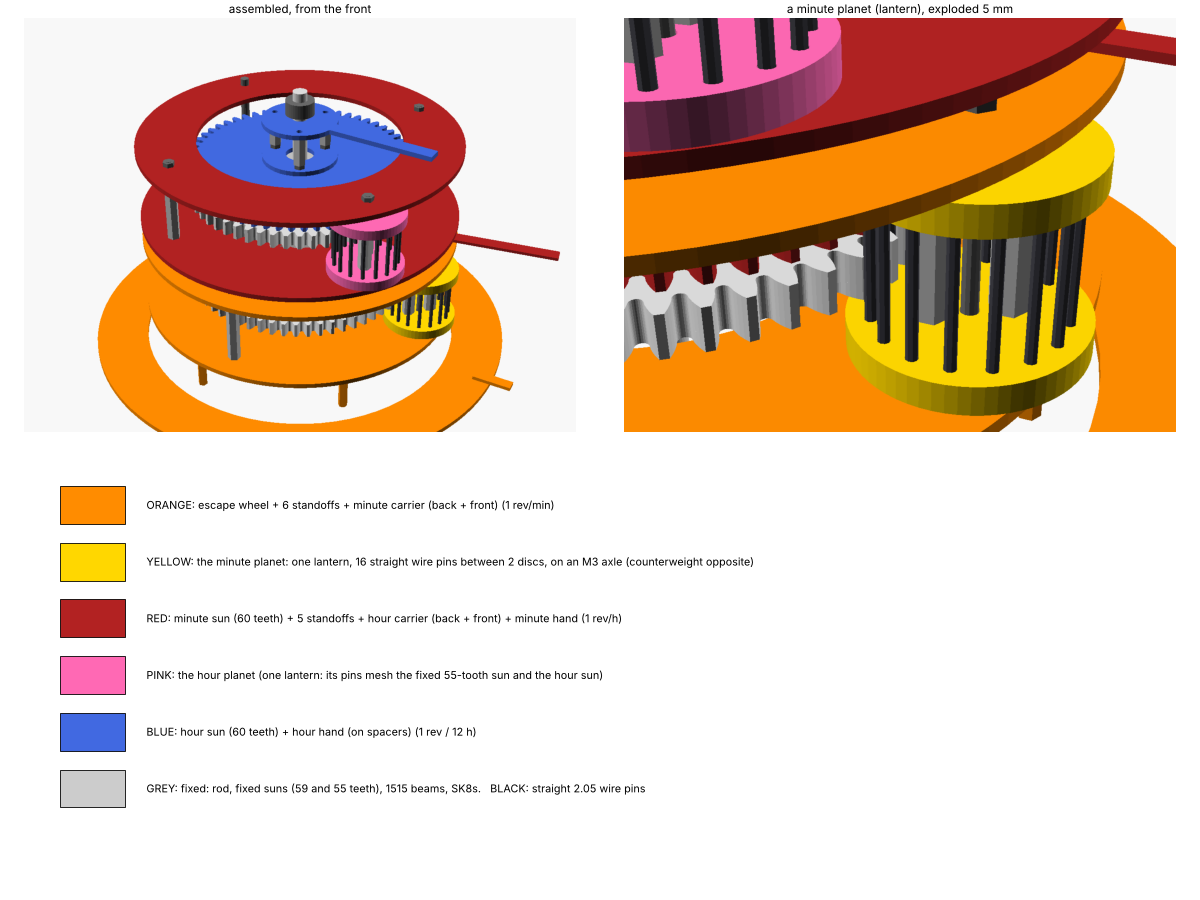 assembled, from the front
a minute planet (lantern), exploded 5 mm
ORANGE: escape wheel + 6 standoffs + minute carrier (back + front) (1 rev/min)
YELLOW: the minute planet: one lantern, 16 straight wire pins between 2 discs, on an M3 axle (counterweight opposite)
RED: minute sun (60 teeth) + 5 standoffs + hour carrier (back + front) + minute hand (1 rev/h)
PINK: the hour planet (one lantern: its pins mesh the fixed 55-tooth sun and the hour sun)
BLUE: hour sun (60 teeth) + hour hand (on spacers) (1 rev / 12 h)
GREY: fixed: rod, fixed suns (59 and 55 teeth), 1515 beams, SK8s.   BLACK: straight 2.05 wire pins